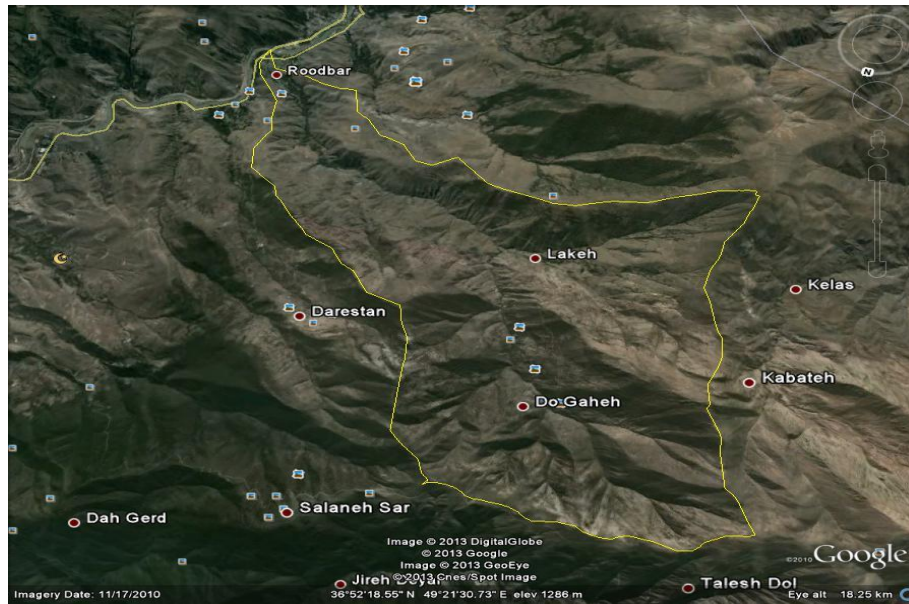 N
Roodbar
Lakeh
Kelas
Darestan
Kabateh
Do Gaheh
Salaneh Sar
Dah Gerd
Image © 2013 DigitalGlobe
© 2013 Google
Image © 2013 GeoEye
© 2013 Cnes/Spot Image
©2010 Google
Talesh Dol
Imagery Date: 11/17/2010
36°52'18.55" N 49°21'30.73" E elev 1286 m
Eye alt 18.25 km